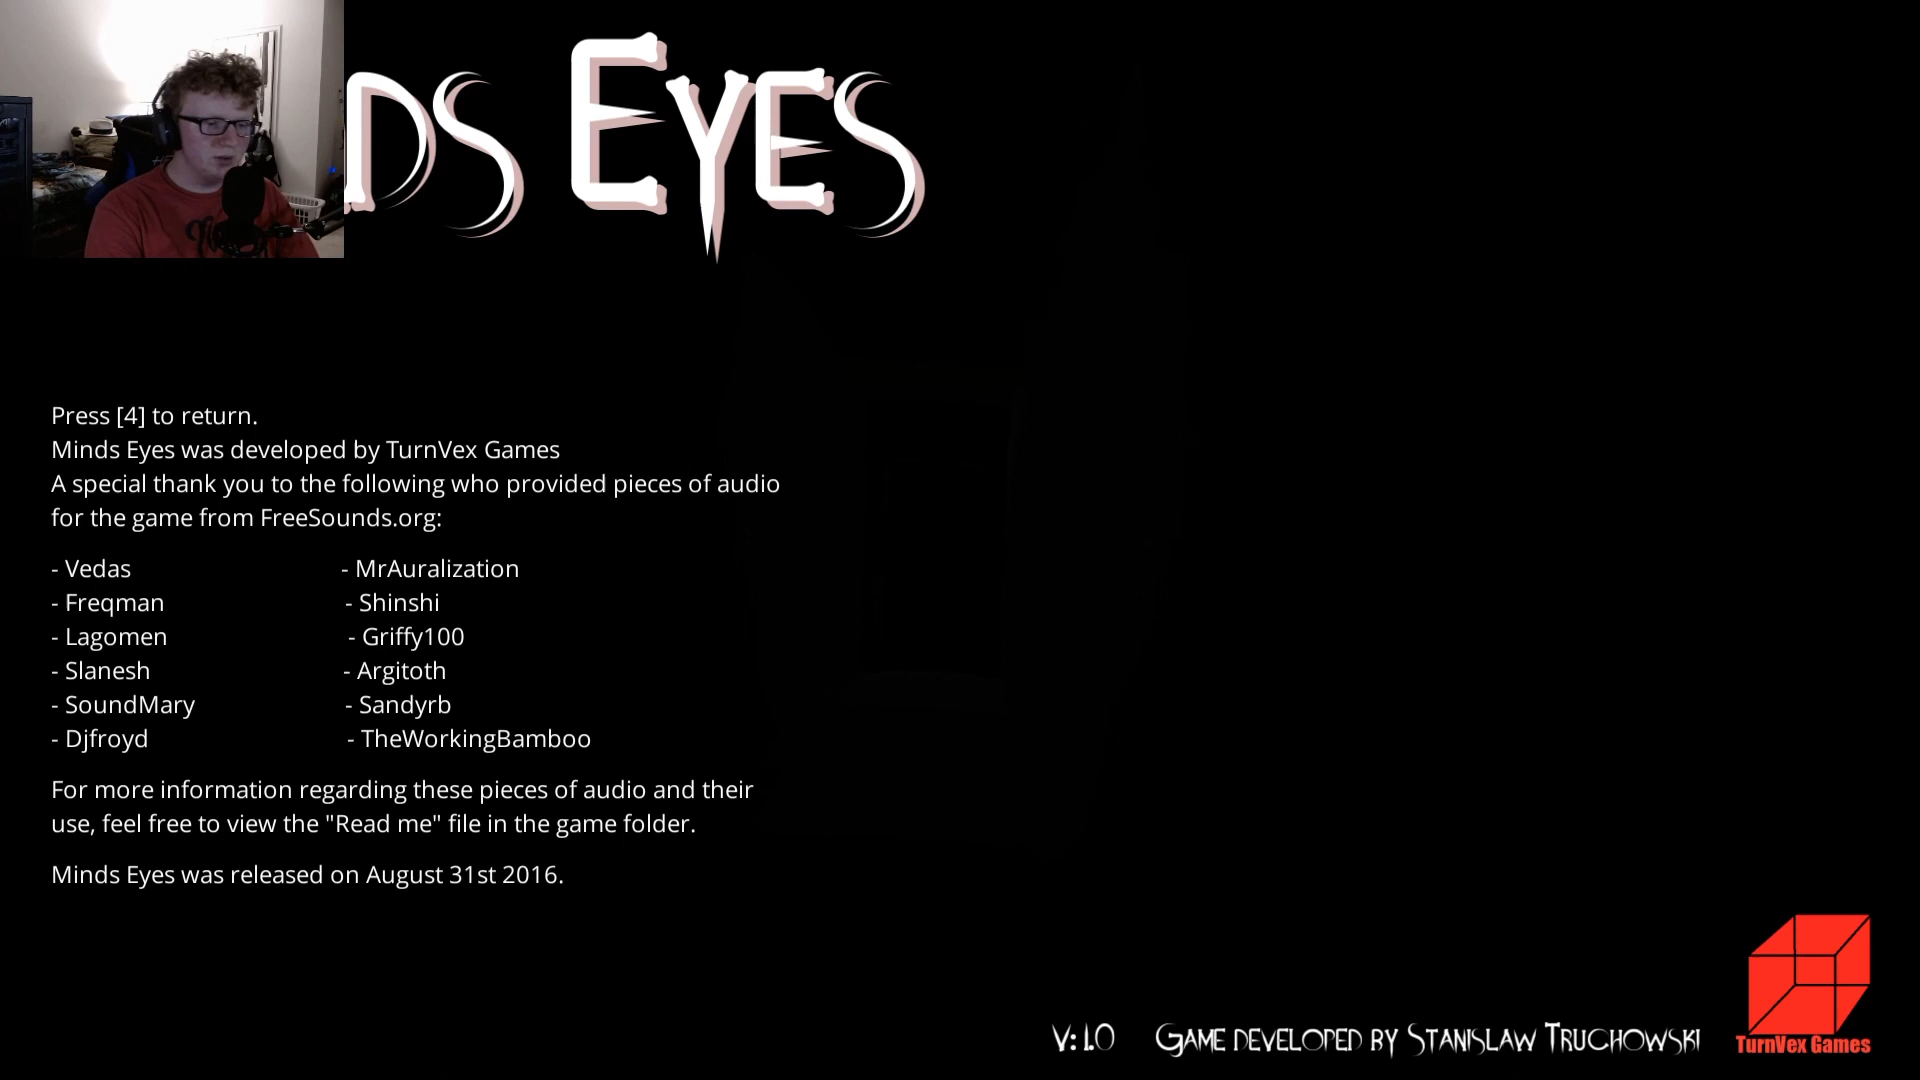 DS EYES
Press [4] to return.
Minds Eyes was developed by TurnVex Games
A special thank you to the following who provided pieces of audio
for the game from FreeSounds.org:
- Vedas - MrAuralization
- Freqman - Shinshi
- Lagomen - Griffy100
- Slanesh - Argitoth
- SoundMary - Sandyrb
- Djfroyd - TheWorkingBamboo
For more information regarding these pieces of audio and their
use, feel free to view the "Read me" file in the game folder.
Minds Eyes was released on August 31st 2016.
V: 1.0 GAME DEVELOPED BY STANISLAW TRUCHOWSKI
TurnVex Games